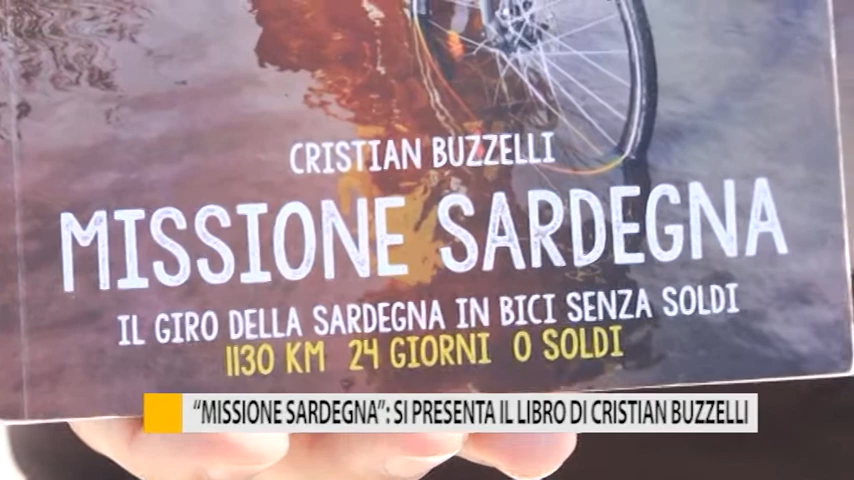 CRISTIAN BUZZELLI
MISSIONE SARDEGNA
IL GIRO DELLA SARDEGNA IN BICI SENZA SOLDI
1130 KM 24 GIORNI 0 SOLDI
“MISSIONE SARDEGNA”: SI PRESENTA IL LIBRO DI CRISTIAN BUZZELLI